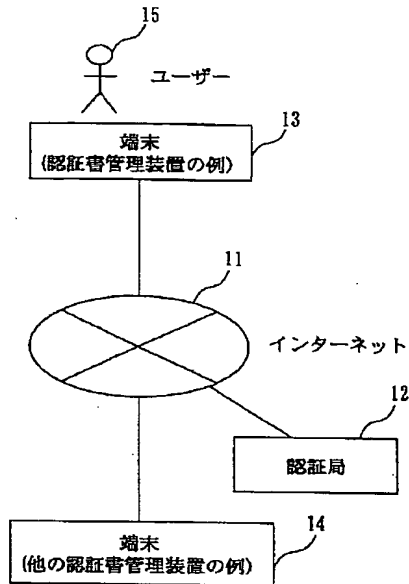 15
ユーザー
13
端末
(認証書管理装置の例)
11
インターネット
12
認証局
端末
(他の認証書管理装置の例)
14